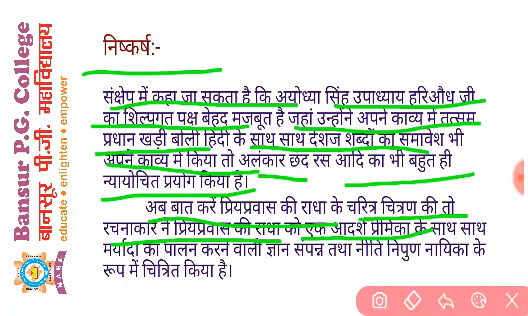 निष्कर्ष:-
संक्षेप में कहा जा सकता है कि अयोध्या सिंह उपाध्याय हरिऔध जी
का शिल्पगत पक्ष बेहद मजबूत है जहां उन्होंने अपने काव्य में तत्सम
प्रधान खड़ी बोली हिंदी के साथ साथ देशज शब्दों का समावेश भी
अपने काव्य में किया तो अलंकार छंद रस आदि का भी बहुत ही
न्यायोचित प्रयोग किया है।
अब बात करें प्रियप्रवास की राधा के चरित्र चित्रण की तो
रचनाकार ने प्रियप्रवास की राधा को एक आदर्श प्रेमिका के साथ साथ
मर्यादा का पालन करने वाली ज्ञान संपन्न तथा नीति निपुण नायिका के
रूप में चित्रित किया है।
Bansur P.G. College
बानसूर पी.जी. महाविद्यालय
educate • enlighten • empower